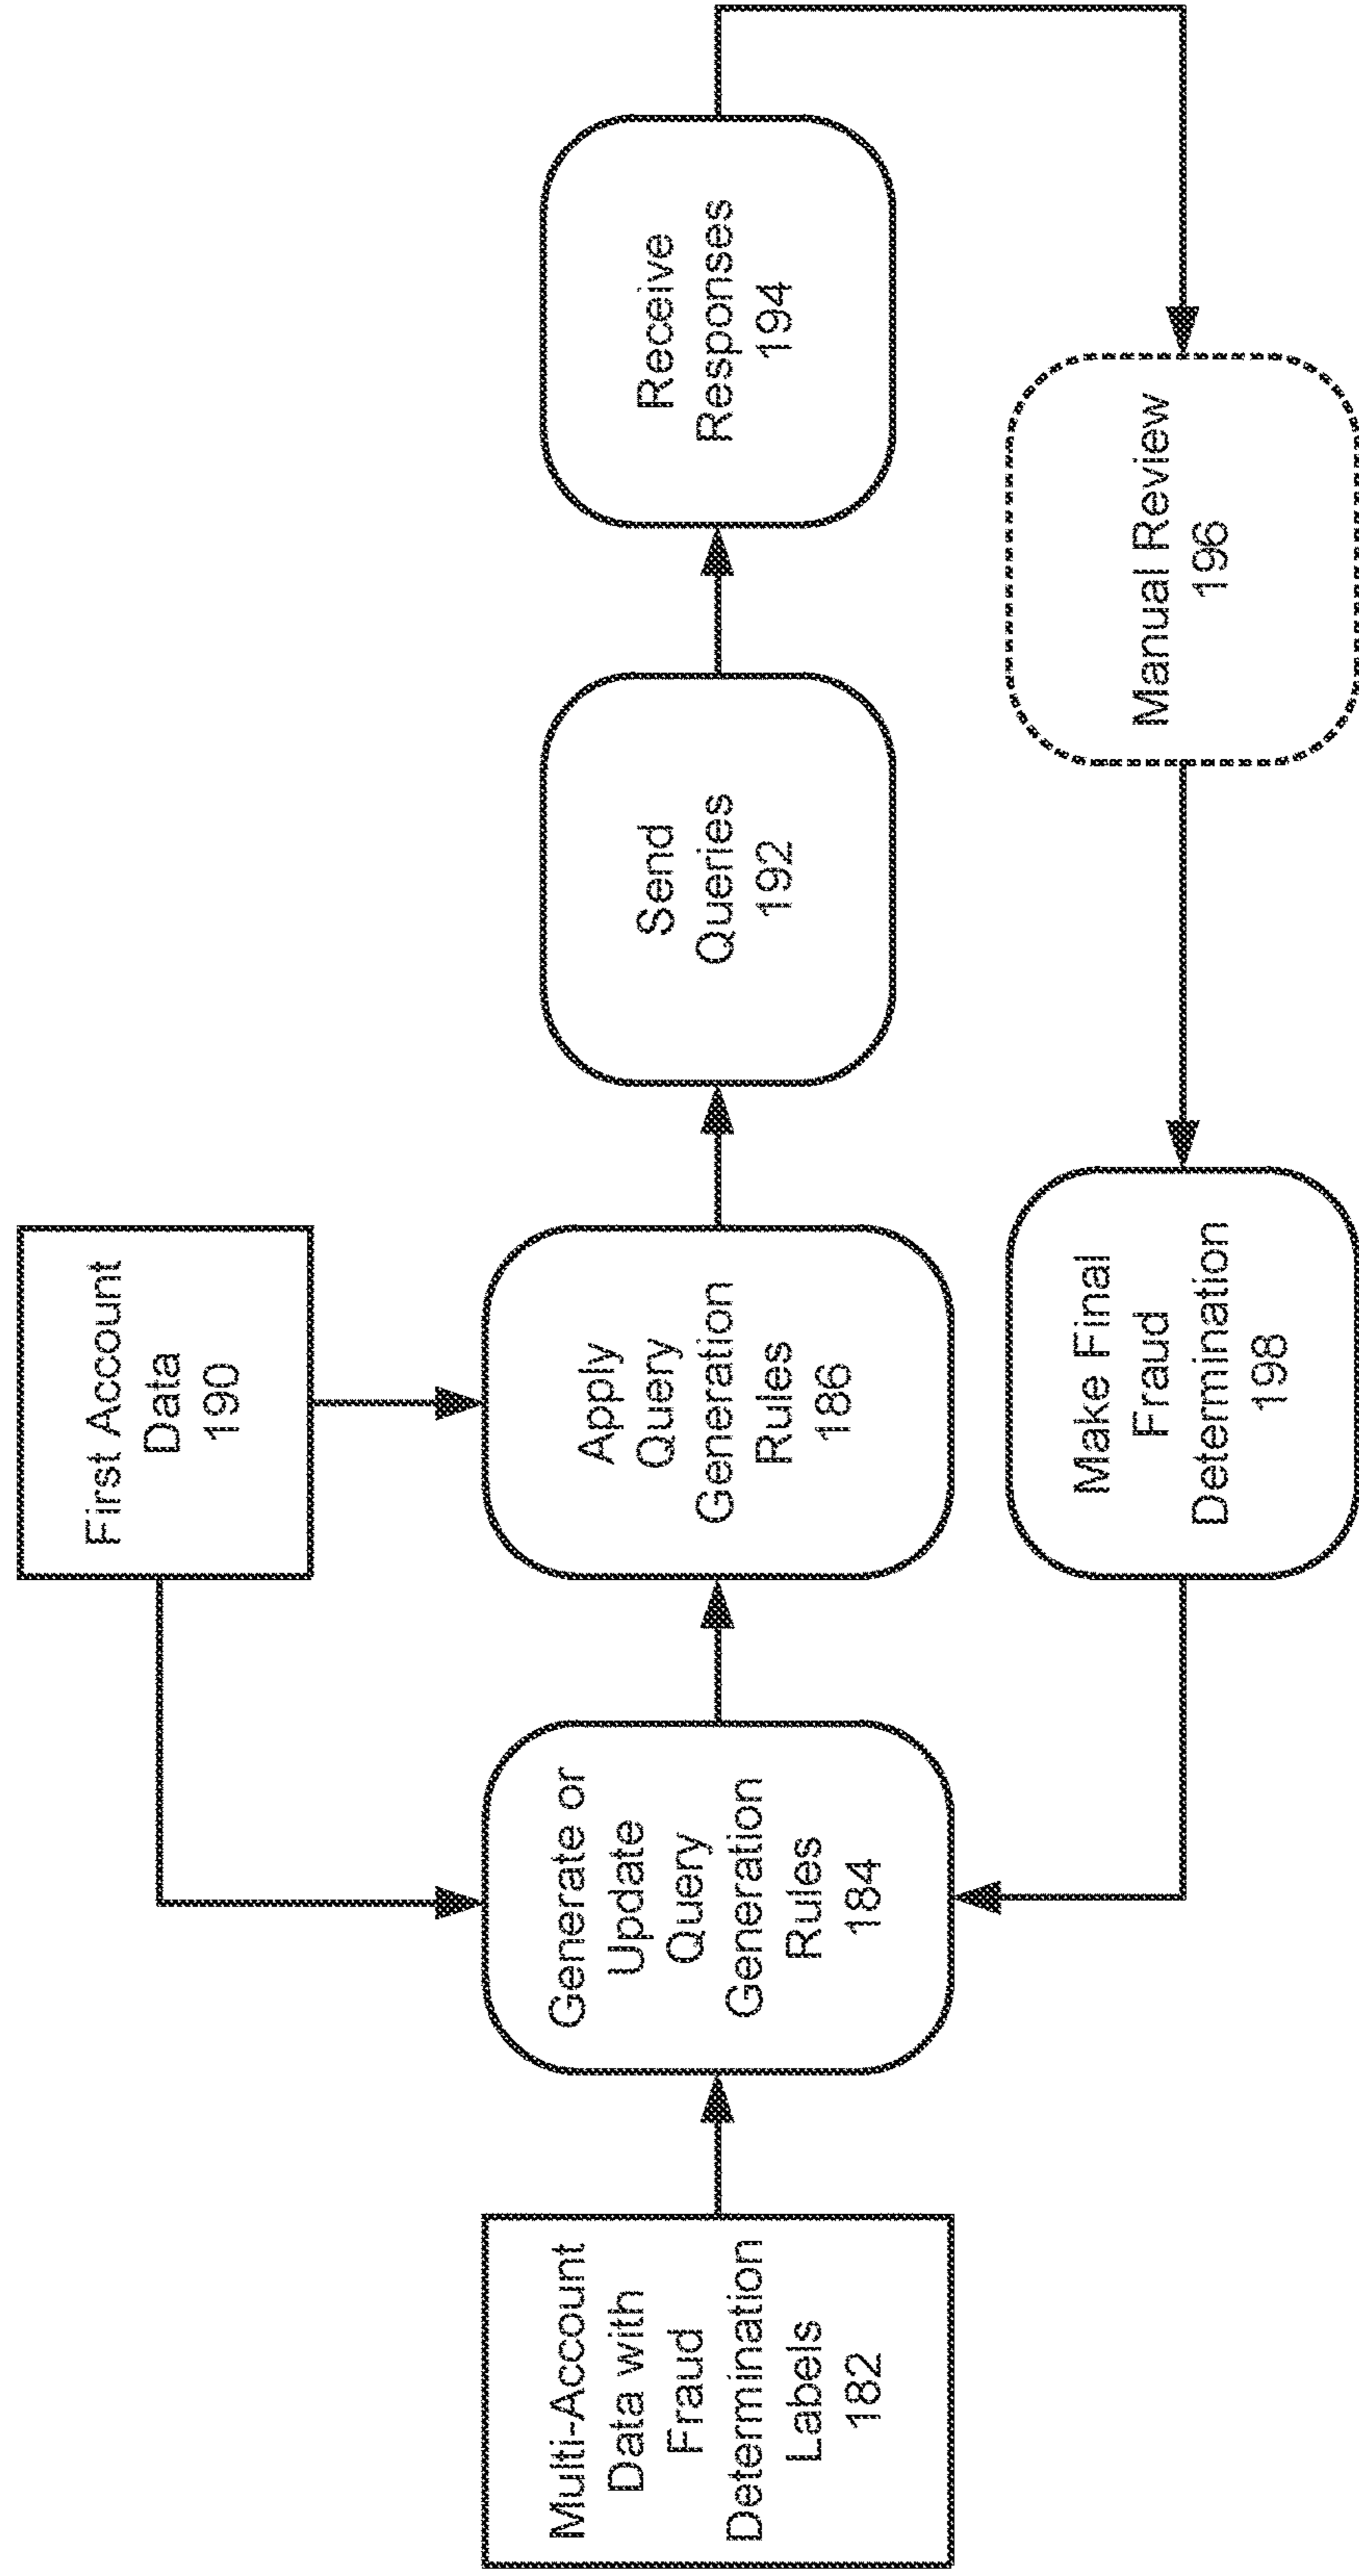 First Account
Data
190
Multi-Account
Data with
Fraud
Determination
Labels
182
Generate or
Update
Query
Generation
Rules
184
Apply
Query
Generation
Rules
186
Send
Queries
192
Receive
Responses
194
Make Final
Fraud
Determination
198
Manual Review
196